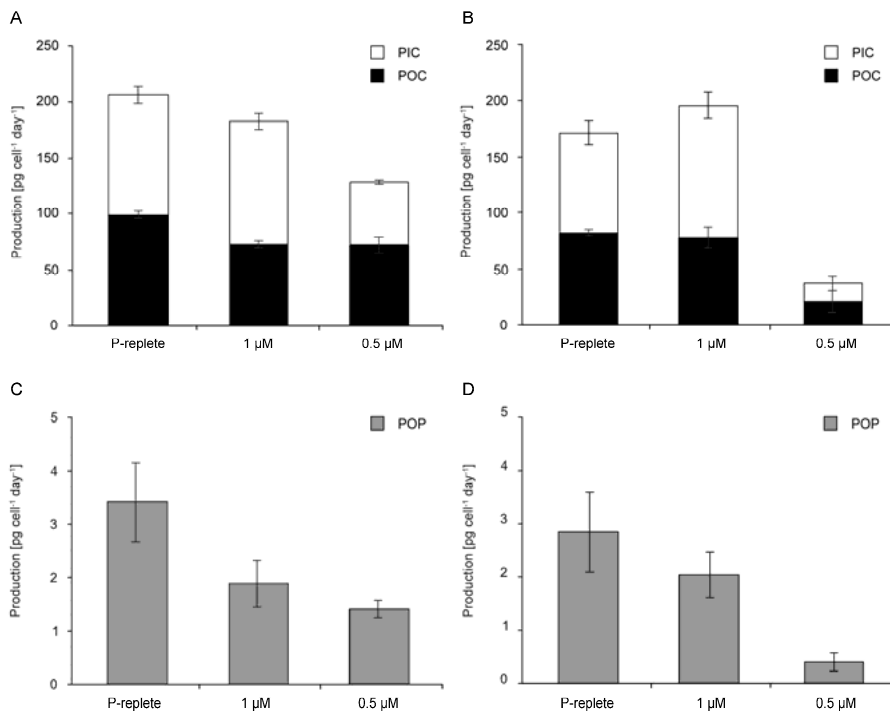 A
Production [pg cell⁻¹ day⁻¹]
250
200
150
100
50
0
PIC
POC
P-replete
1 µM
0.5 µM
B
Production [pg cell⁻¹ day⁻¹]
250
200
150
100
50
0
PIC
POC
P-replete
1 µM
0.5 µM
C
Production [pg cell⁻¹ day⁻¹]
5
4
3
2
1
0
POP
P-replete
1 µM
0.5 µM
D
Production [pg cell⁻¹ day⁻¹]
5
4
3
2
1
0
POP
P-replete
1 µM
0.5 µM